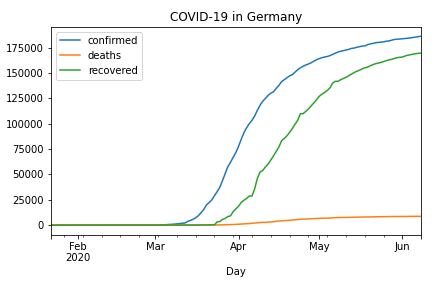 COVID-19 in Germany
confirmed
deaths
recovered
175000
150000
125000
100000
75000
50000
25000
0
Feb
2020
Mar
Apr
May
Jun
Day